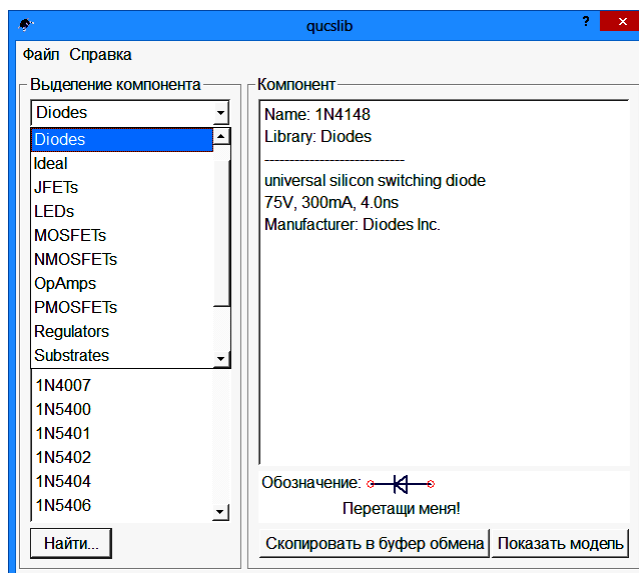 qucslib
? ×
Файл Справка
Выделение компонента
Diodes
Diodes
Ideal
JFETs
LEDs
MOSFETs
NMOSFETs
OpAmps
PMOSFETs
Regulators
Substrates
1N4007
1N5400
1N5401
1N5402
1N5404
1N5406
Найти...
Компонент
Name: 1N4148
Library: Diodes
----------------------------
universal silicon switching diode
75V, 300mA, 4.0ns
Manufacturer: Diodes Inc.
Обозначение:
Перетащи меня!
Скопировать в буфер обмена Показать модель